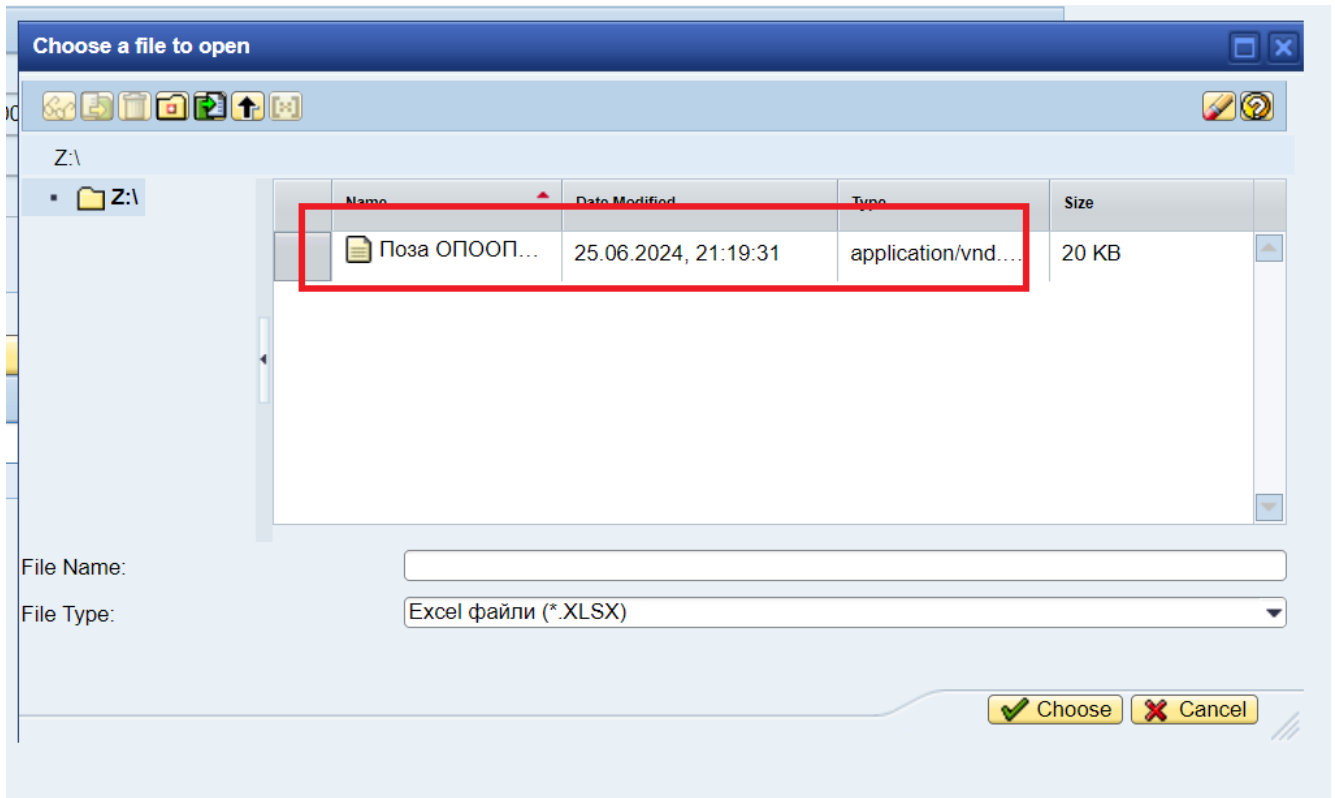 Choose a file to open
Z:\
Z:\
Name Date Modified Type Size
Поза ОПООП... 25.06.2024, 21:19:31 application/vnd.... 20 KB
File Name:
File Type: Excel файли (*.XLSX)
Choose Cancel